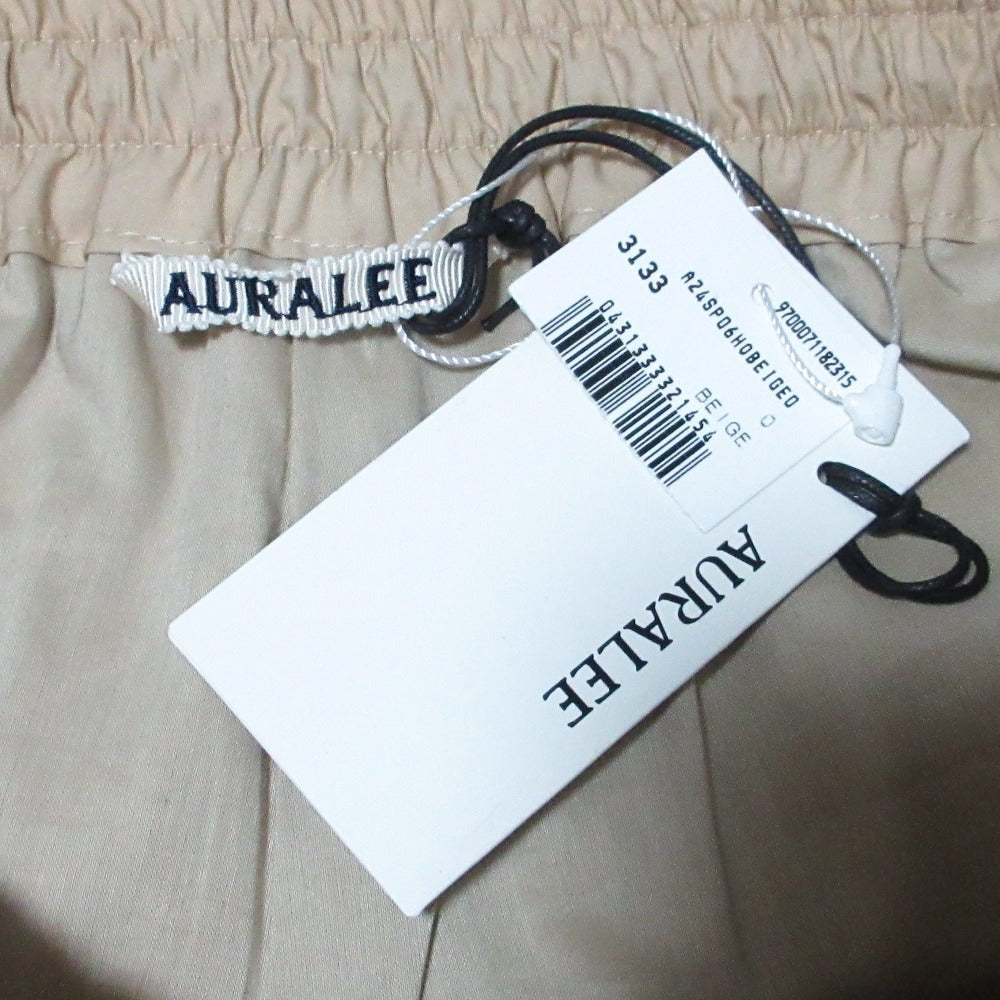 AURALEE
3133
A24SP06HOBEIGE0
9700071182315
0431333321454
BEIGE 0
AURALEE